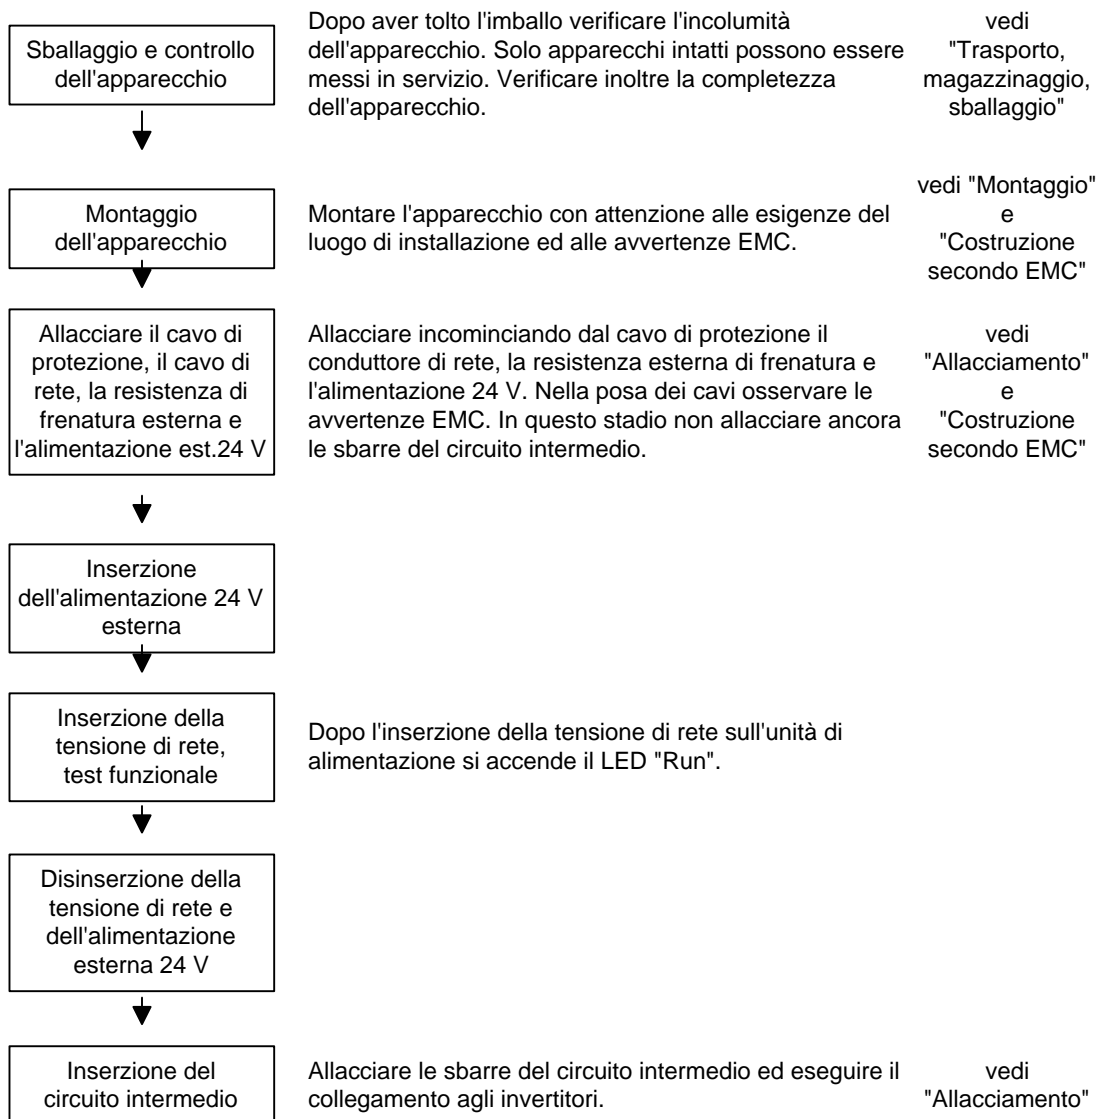 Sballaggio e controllo
dell'apparecchio
Dopo aver tolto l'imballo verificare l'incolumità
dell'apparecchio. Solo apparecchi intatti possono essere
messi in servizio. Verificare inoltre la completezza
dell'apparecchio.
vedi
"Trasporto,
magazzinaggio,
sballaggio"
Montaggio
dell'apparecchio
Montare l'apparecchio con attenzione alle esigenze del
luogo di installazione ed alle avvertenze EMC.
vedi "Montaggio"
e
"Costruzione
secondo EMC"
Allacciare il cavo di
protezione, il cavo di
rete, la resistenza di
frenatura esterna e
l'alimentazione est.24 V
Allacciare incominciando dal cavo di protezione il
conduttore di rete, la resistenza esterna di frenatura e
l'alimentazione 24 V. Nella posa dei cavi osservare le
avvertenze EMC. In questo stadio non allacciare ancora
le sbarre del circuito intermedio.
vedi
"Allacciamento"
e
"Costruzione
secondo EMC"
Inserzione
dell'alimentazione 24 V
esterna
Inserzione della
tensione di rete,
test funzionale
Dopo l'inserzione della tensione di rete sull'unità di
alimentazione si accende il LED "Run".
Disinserzione della
tensione di rete e
dell'alimentazione
esterna 24 V
Inserzione del
circuito intermedio
Allacciare le sbarre del circuito intermedio ed eseguire il
collegamento agli invertitori.
vedi
"Allacciamento"